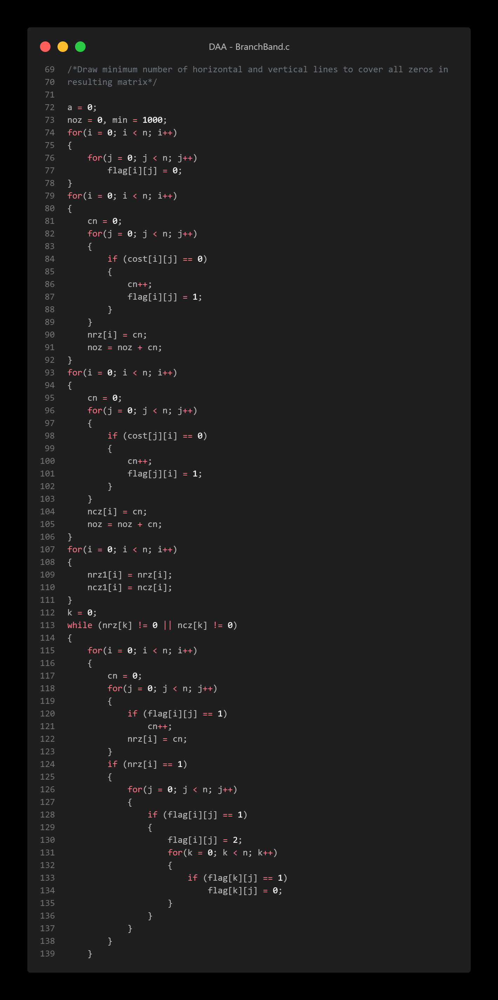 DAA - BranchBand.c
69 /*Draw minimum number of horizontal and vertical lines to cover all zeros in
70 resulting matrix*/
71
72 a = 0;
73 noz = 0, min = 1000;
74 for(i = 0; i < n; i++)
75 {
76     for(j = 0; j < n; j++)
77         flag[i][j] = 0;
78 }
79 for(i = 0; i < n; i++)
80 {
81     cn = 0;
82     for(j = 0; j < n; j++)
83     {
84         if (cost[i][j] == 0)
85         {
86             cn++;
87             flag[i][j] = 1;
88         }
89     }
90     nrz[i] = cn;
91     noz = noz + cn;
92 }
93 for(i = 0; i < n; i++)
94 {
95     cn = 0;
96     for(j = 0; j < n; j++)
97     {
98         if (cost[j][i] == 0)
99         {
100             cn++;
101             flag[j][i] = 1;
102         }
103     }
104     ncz[i] = cn;
105     noz = noz + cn;
106 }
107 for(i = 0; i < n; i++)
108 {
109     nrz1[i] = nrz[i];
110     ncz1[i] = ncz[i];
111 }
112 k = 0;
113 while (nrz[k] != 0 || ncz[k] != 0)
114 {
115     for(i = 0; i < n; i++)
116     {
117         cn = 0;
118         for(j = 0; j < n; j++)
119         {
120             if (flag[i][j] == 1)
121                 cn++;
122             nrz[i] = cn;
123         }
124         if (nrz[i] == 1)
125         {
126             for(j = 0; j < n; j++)
127             {
128                 if (flag[i][j] == 1)
129                 {
130                     flag[i][j] = 2;
131                     for(k = 0; k < n; k++)
132                     {
133                         if (flag[k][j] == 1)
134                             flag[k][j] = 0;
135                     }
136                 }
137             }
138         }
139     }